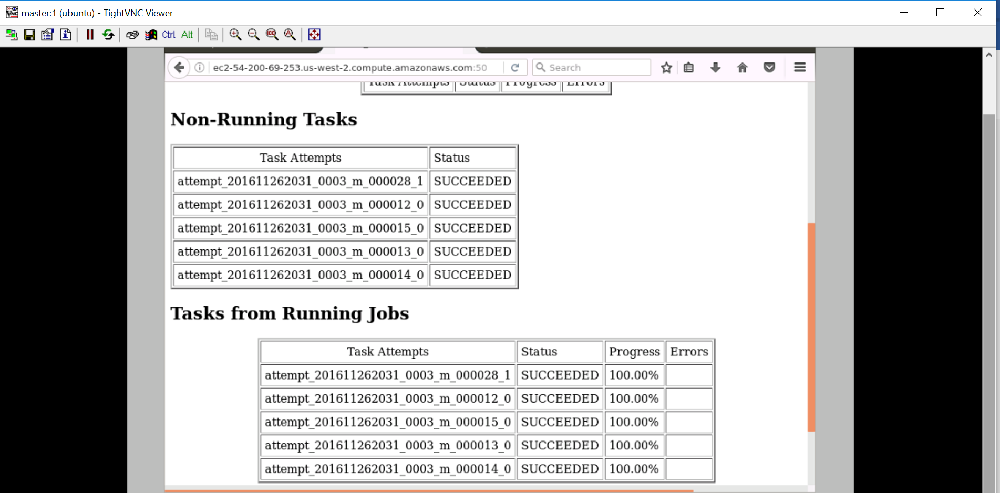 master:1 (ubuntu) - TightVNC Viewer
Ctrl Alt
ec2-54-200-69-253.us-west-2.compute.amazonaws.com:50 Search
Task Attempts Status Progress Errors
Non-Running Tasks
Task Attempts Status
attempt_201611262031_0003_m_000028_1 SUCCEEDED
attempt_201611262031_0003_m_000012_0 SUCCEEDED
attempt_201611262031_0003_m_000015_0 SUCCEEDED
attempt_201611262031_0003_m_000013_0 SUCCEEDED
attempt_201611262031_0003_m_000014_0 SUCCEEDED
Tasks from Running Jobs
Task Attempts Status Progress Errors
attempt_201611262031_0003_m_000028_1 SUCCEEDED 100.00%
attempt_201611262031_0003_m_000012_0 SUCCEEDED 100.00%
attempt_201611262031_0003_m_000015_0 SUCCEEDED 100.00%
attempt_201611262031_0003_m_000013_0 SUCCEEDED 100.00%
attempt_201611262031_0003_m_000014_0 SUCCEEDED 100.00%